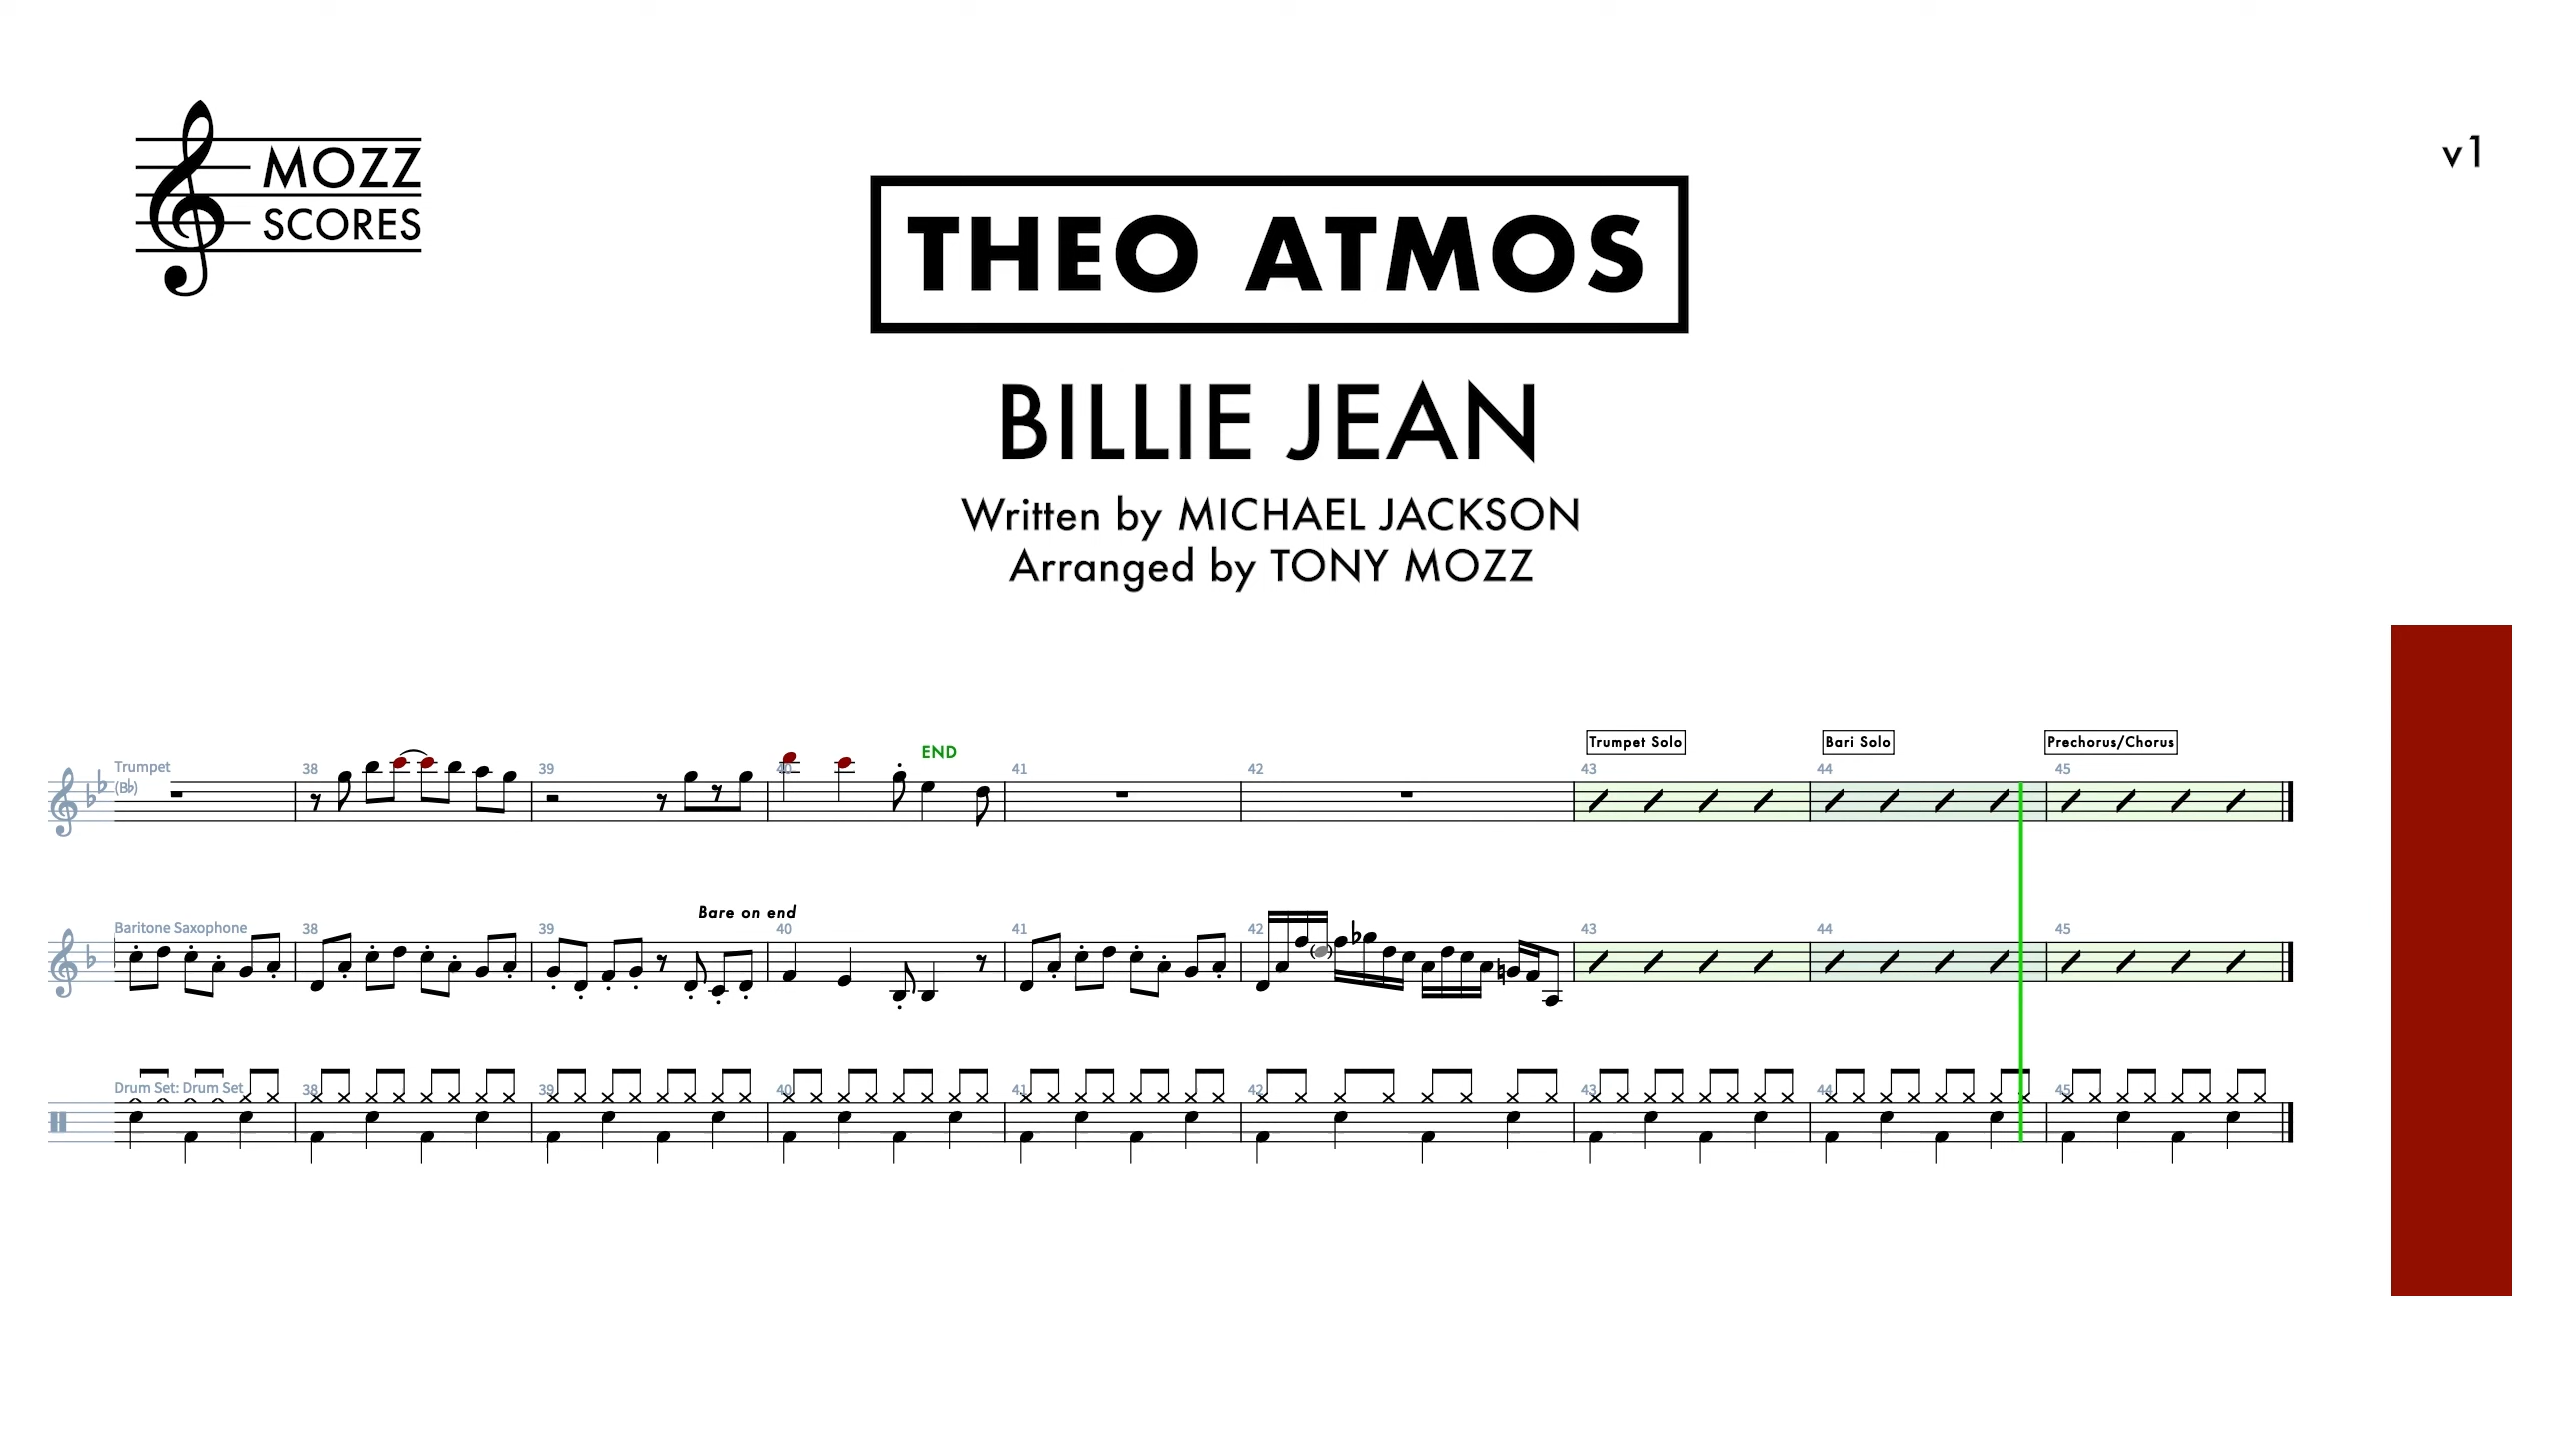 MOZZ
SCORES
v1
THEO ATMOS
BILLIE JEAN
Written by MICHAEL JACKSON
Arranged by TONY MOZZ
Trumpet
(B♭)
38
39
40
END
41
42
Trumpet Solo
43
Bari Solo
44
Prechorus/Chorus
45
Baritone Saxophone
38
39
Bare on end
40
41
42
43
44
45
Drum Set: Drum Set
38
39
40
41
42
43
44
45